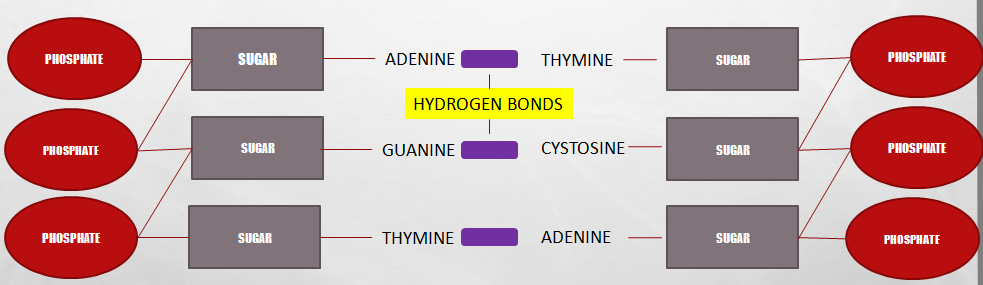 PHOSPHATE SUGAR ADENINE THYMINE SUGAR PHOSPHATE
HYDROGEN BONDS
PHOSPHATE SUGAR GUANINE CYSTOSINE SUGAR PHOSPHATE
PHOSPHATE SUGAR THYMINE ADENINE SUGAR PHOSPHATE